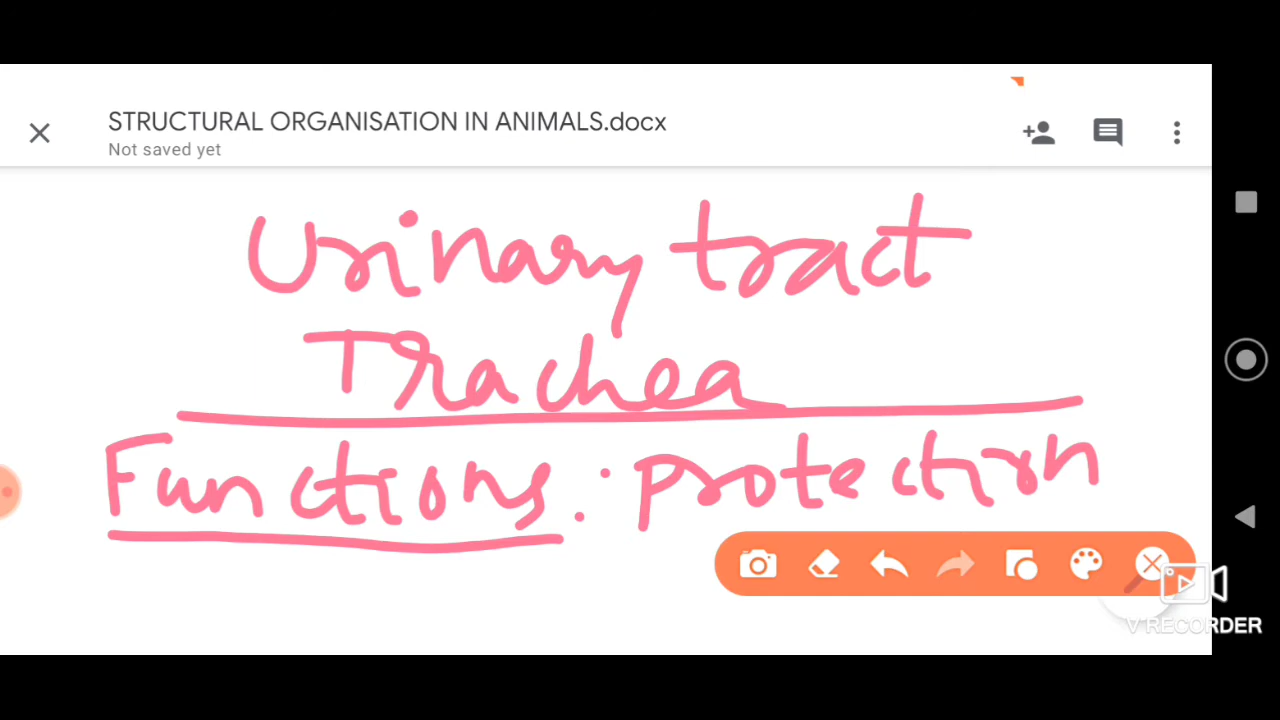 STRUCTURAL ORGANISATION IN ANIMALS.docx
Not saved yet
Urinary tract
Trachea
Functions : protection
V RECORDER